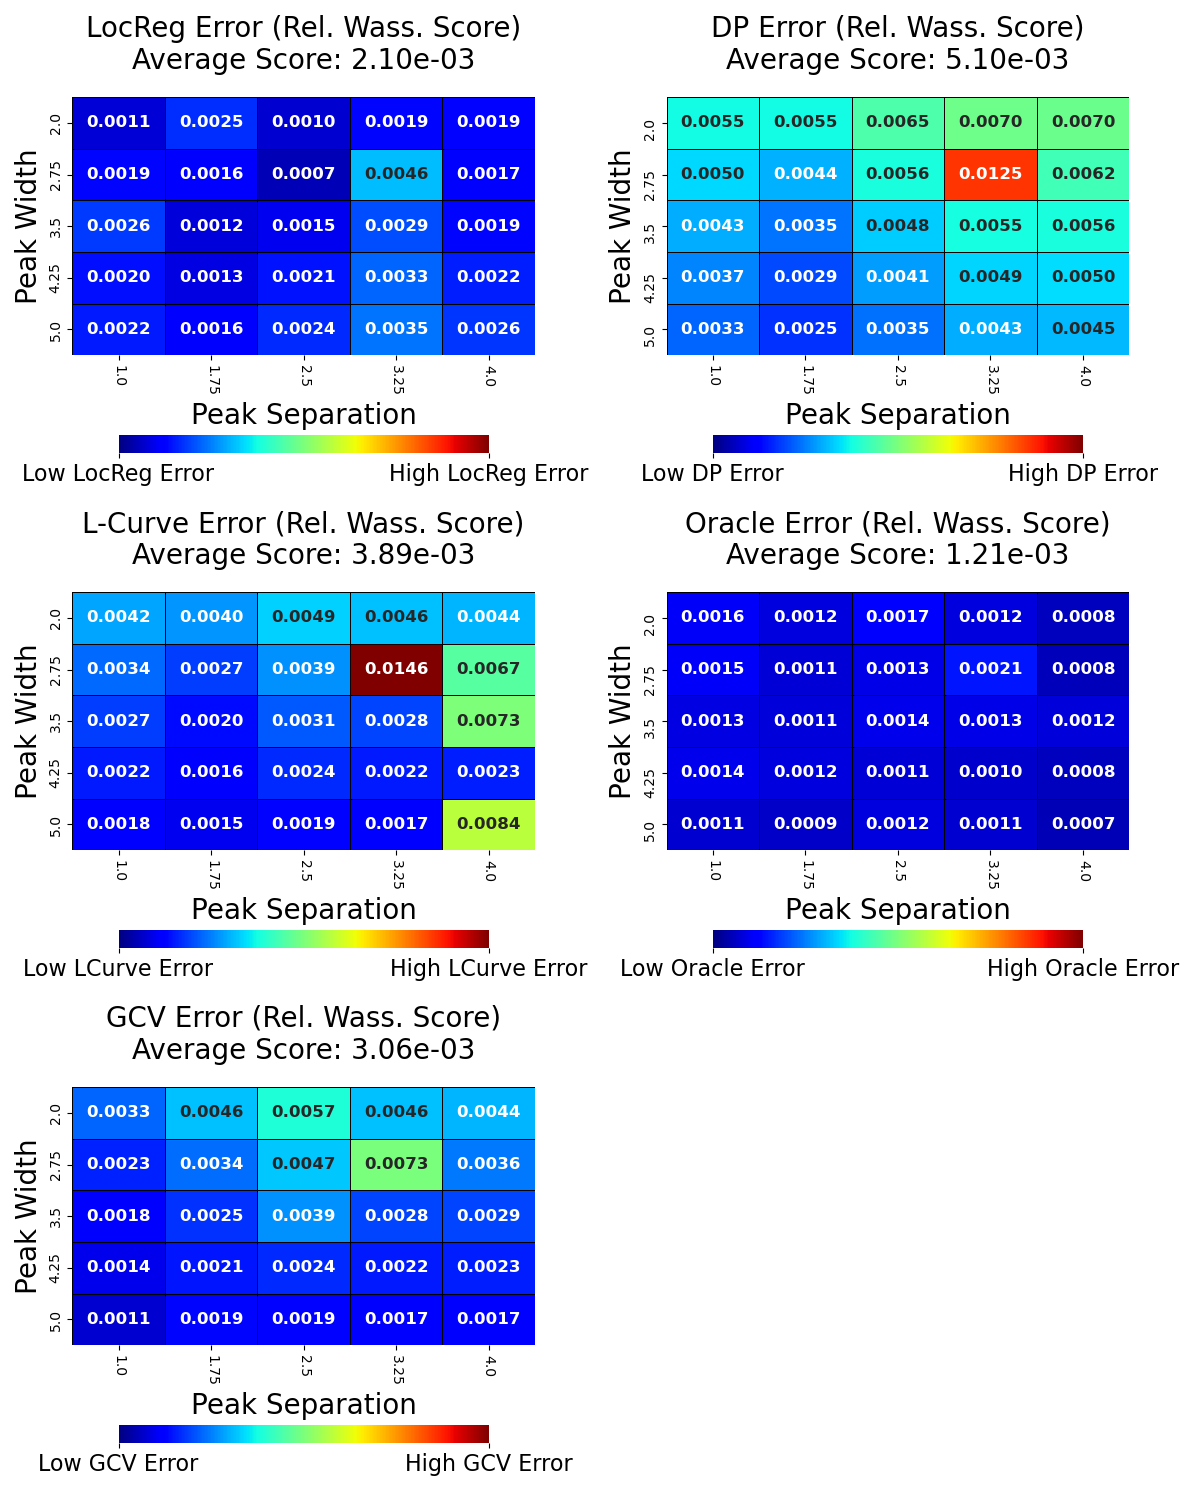 LocReg Error (Rel. Wass. Score)
Average Score: 2.10e-03
Peak Width
2.0 0.0011 0.0025 0.0010 0.0019 0.0019
2.75 0.0019 0.0016 0.0007 0.0046 0.0017
3.5 0.0026 0.0012 0.0015 0.0029 0.0019
4.25 0.0020 0.0013 0.0021 0.0033 0.0022
5.0 0.0022 0.0016 0.0024 0.0035 0.0026
1.0 1.75 2.5 3.25 4.0
Peak Separation
Low LocReg Error High LocReg Error
DP Error (Rel. Wass. Score)
Average Score: 5.10e-03
Peak Width
2.0 0.0055 0.0055 0.0065 0.0070 0.0070
2.75 0.0050 0.0044 0.0056 0.0125 0.0062
3.5 0.0043 0.0035 0.0048 0.0055 0.0056
4.25 0.0037 0.0029 0.0041 0.0049 0.0050
5.0 0.0033 0.0025 0.0035 0.0043 0.0045
1.0 1.75 2.5 3.25 4.0
Peak Separation
Low DP Error High DP Error
L-Curve Error (Rel. Wass. Score)
Average Score: 3.89e-03
Peak Width
2.0 0.0042 0.0040 0.0049 0.0046 0.0044
2.75 0.0034 0.0027 0.0039 0.0146 0.0067
3.5 0.0027 0.0020 0.0031 0.0028 0.0073
4.25 0.0022 0.0016 0.0024 0.0022 0.0023
5.0 0.0018 0.0015 0.0019 0.0017 0.0084
1.0 1.75 2.5 3.25 4.0
Peak Separation
Low LCurve Error High LCurve Error
Oracle Error (Rel. Wass. Score)
Average Score: 1.21e-03
Peak Width
2.0 0.0016 0.0012 0.0017 0.0012 0.0008
2.75 0.0015 0.0011 0.0013 0.0021 0.0008
3.5 0.0013 0.0011 0.0014 0.0013 0.0012
4.25 0.0014 0.0012 0.0011 0.0010 0.0008
5.0 0.0011 0.0009 0.0012 0.0011 0.0007
1.0 1.75 2.5 3.25 4.0
Peak Separation
Low Oracle Error High Oracle Error
GCV Error (Rel. Wass. Score)
Average Score: 3.06e-03
Peak Width
2.0 0.0033 0.0046 0.0057 0.0046 0.0044
2.75 0.0023 0.0034 0.0047 0.0073 0.0036
3.5 0.0018 0.0025 0.0039 0.0028 0.0029
4.25 0.0014 0.0021 0.0024 0.0022 0.0023
5.0 0.0011 0.0019 0.0019 0.0017 0.0017
1.0 1.75 2.5 3.25 4.0
Peak Separation
Low GCV Error High GCV Error